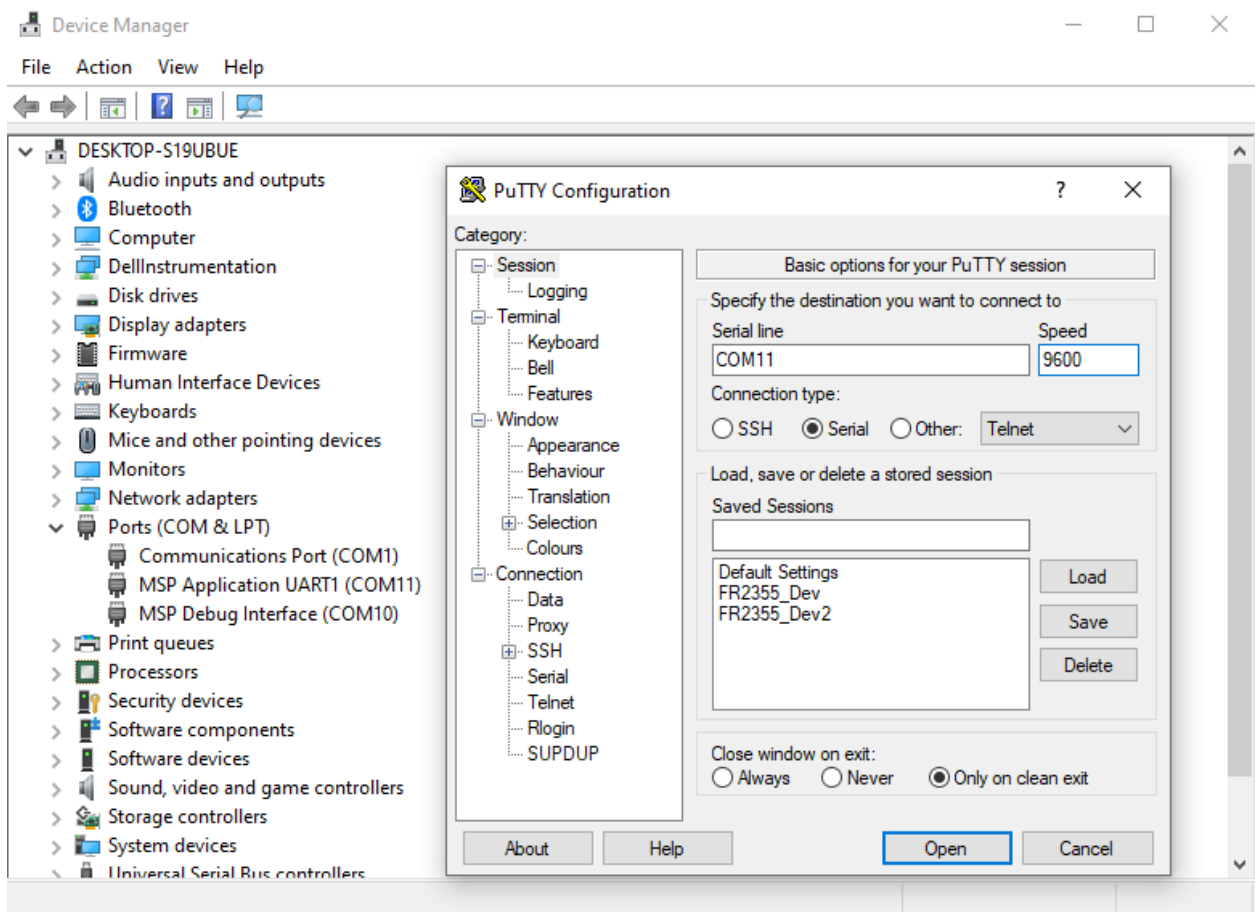 Device Manager
File Action View Help
DESKTOP-S19UBUE
Audio inputs and outputs
Bluetooth
Computer
DellInstrumentation
Disk drives
Display adapters
Firmware
Human Interface Devices
Keyboards
Mice and other pointing devices
Monitors
Network adapters
Ports (COM & LPT)
Communications Port (COM1)
MSP Application UART1 (COM11)
MSP Debug Interface (COM10)
Print queues
Processors
Security devices
Software components
Software devices
Sound, video and game controllers
Storage controllers
System devices
Universal Serial Bus controllers
PuTTY Configuration
Category:
Session
Logging
Terminal
Keyboard
Bell
Features
Window
Appearance
Behaviour
Translation
Selection
Colours
Connection
Data
Proxy
SSH
Serial
Telnet
Rlogin
SUPDUP
Basic options for your PuTTY session
Specify the destination you want to connect to
Serial line Speed
COM11 9600
Connection type:
SSH Serial Other: Telnet
Load, save or delete a stored session
Saved Sessions
Default Settings
FR2355_Dev
FR2355_Dev2
Load
Save
Delete
Close window on exit:
Always Never Only on clean exit
About Help Open Cancel